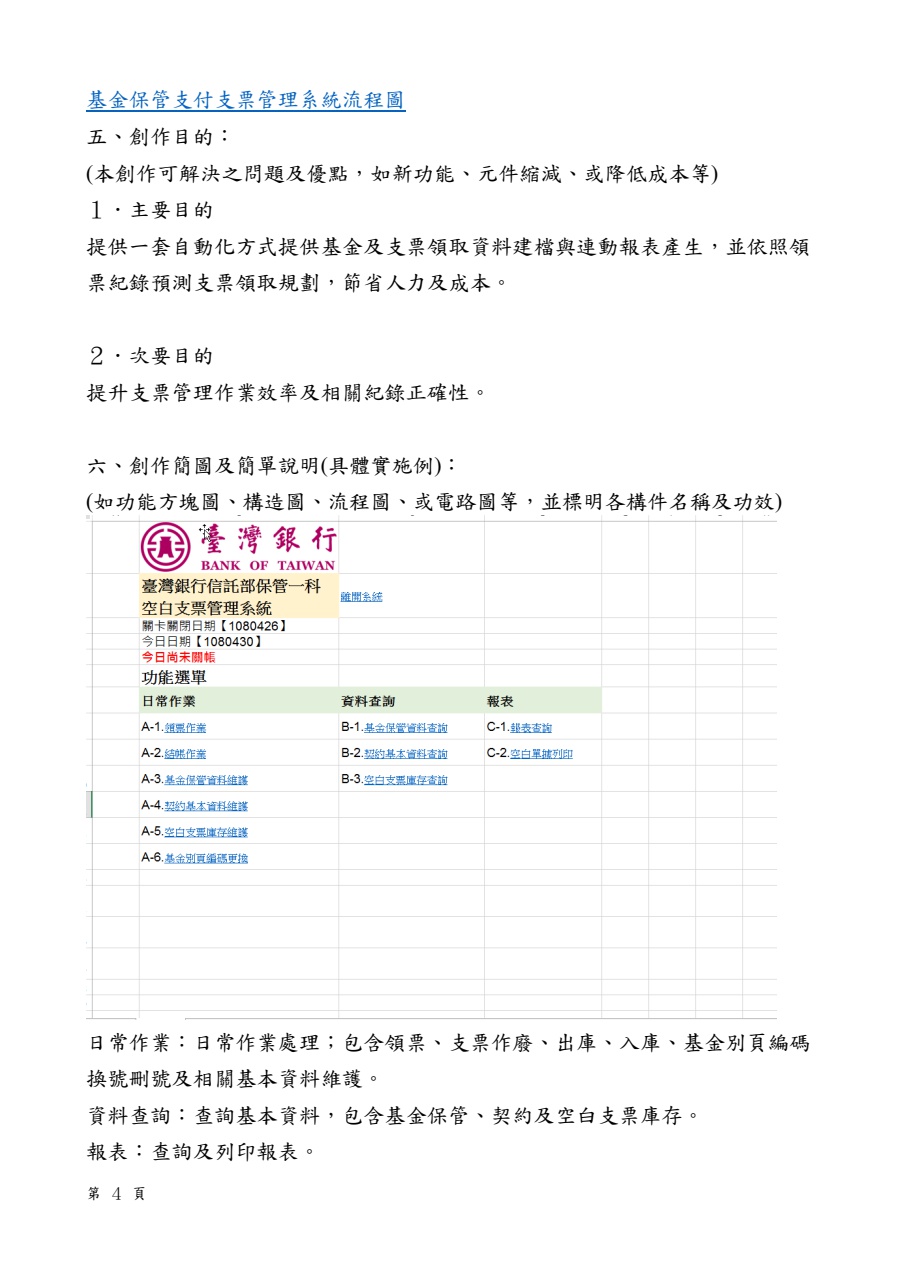 基金保管支付支票管理系統流程圖
五、創作目的：
(本創作可解決之問題及優點，如新功能、元件縮減、或降低成本等)
１．主要目的
提供一套自動化方式提供基金及支票領取資料建檔與連動報表產生，並依照領
票紀錄預測支票領取規劃，節省人力及成本。
２．次要目的
提升支票管理作業效率及相關紀錄正確性。
六、創作簡圖及簡單說明(具體實施例)：
(如功能方塊圖、構造圖、流程圖、或電路圖等，並標明各構件名稱及功效)
臺灣銀行
BANK OF TAIWAN
臺灣銀行信託部保管一科
空白支票管理系統
離開系統
關卡關閉日期【1080426】
今日日期【1080430】
今日尚未關帳
功能選單
日常作業 資料查詢 報表
A-1.領票作業 B-1.基金保管資料查詢 C-1.報表查詢
A-2.結帳作業 B-2.契約基本資料查詢 C-2.空白單據列印
A-3.基金保管資料維護 B-3.空白支票庫存查詢
A-4.契約基本資料維護
A-5.空白支票庫存維護
A-6.基金別頁編碼更換
日常作業：日常作業處理；包含領票、支票作廢、出庫、入庫、基金別頁編碼
換號刪號及相關基本資料維護。
資料查詢：查詢基本資料，包含基金保管、契約及空白支票庫存。
報表：查詢及列印報表。
第 4 頁